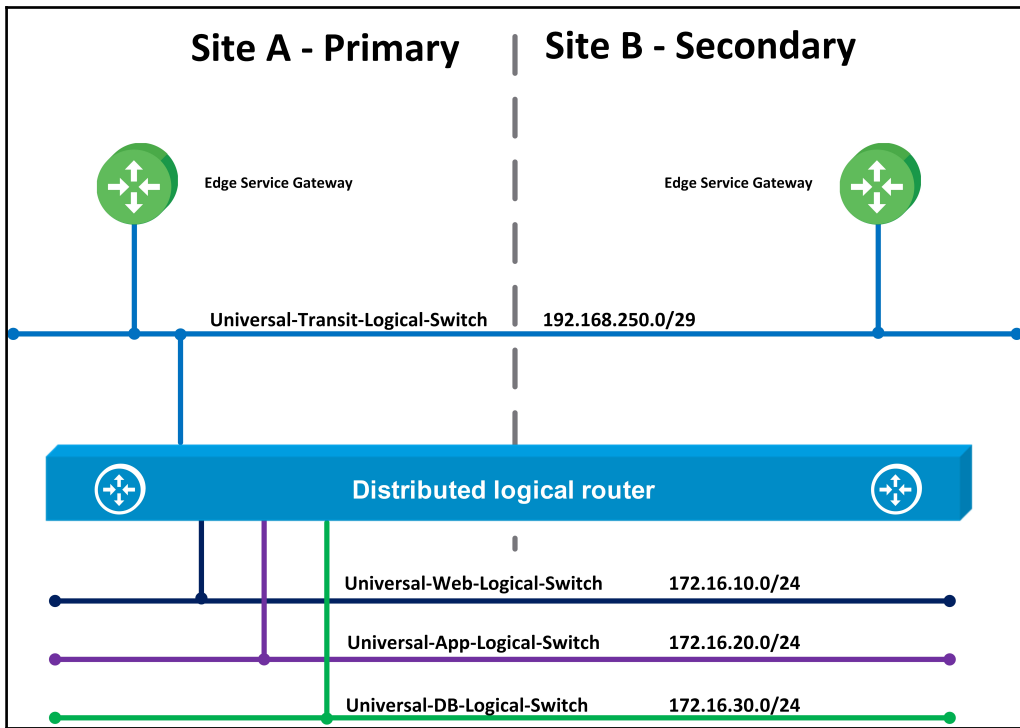 Site A - Primary
Site B - Secondary
Edge Service Gateway
Edge Service Gateway
Universal-Transit-Logical-Switch 192.168.250.0/29
Distributed logical router
Universal-Web-Logical-Switch 172.16.10.0/24
Universal-App-Logical-Switch 172.16.20.0/24
Universal-DB-Logical-Switch 172.16.30.0/24